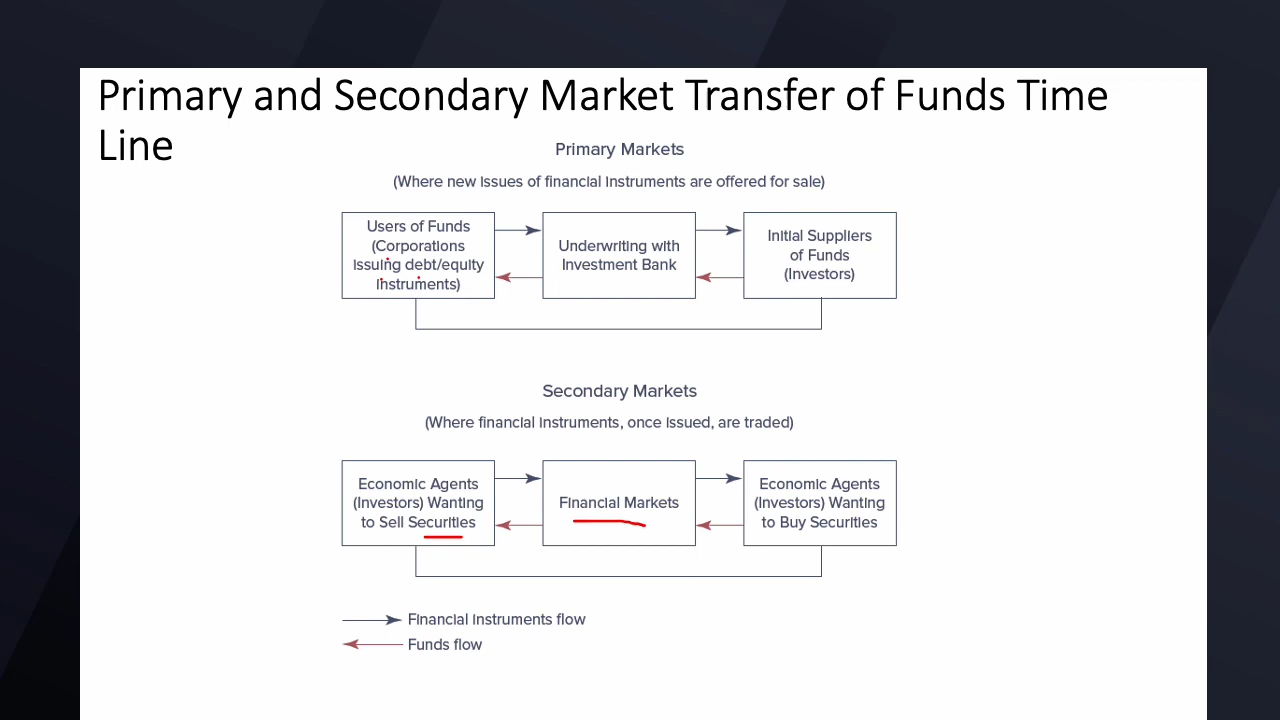 Primary and Secondary Market Transfer of Funds Time
Line
Primary Markets
(Where new issues of financial instruments are offered for sale)
Users of Funds
(Corporations
issuing debt/equity
instruments)
Underwriting with
Investment Bank
Initial Suppliers
of Funds
(Investors)
Secondary Markets
(Where financial instruments, once issued, are traded)
Economic Agents
(Investors) Wanting
to Sell Securities
Financial Markets
Economic Agents
(Investors) Wanting
to Buy Securities
Financial instruments flow
Funds flow